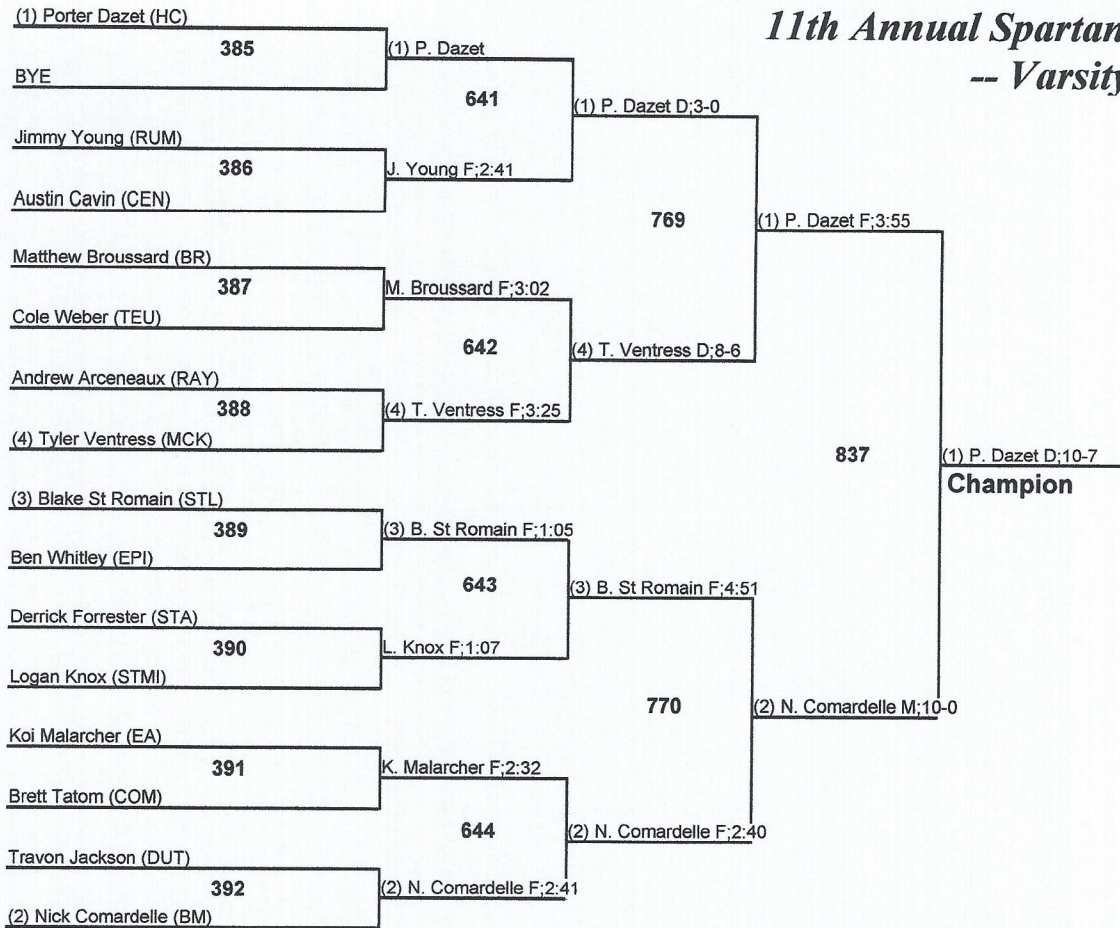 11th Annual Spartan
-- Varsity
(1) Porter Dazet (HC)
385
BYE
(1) P. Dazet
641
Jimmy Young (RUM)
386
Austin Cavin (CEN)
J. Young F;2:41
(1) P. Dazet D;3-0
769
Matthew Broussard (BR)
387
Cole Weber (TEU)
M. Broussard F;3:02
642
Andrew Arceneaux (RAY)
388
(4) Tyler Ventress (MCK)
(4) T. Ventress F;3:25
(4) T. Ventress D;8-6
(1) P. Dazet F;3:55
837
(1) P. Dazet D;10-7
Champion
(3) Blake St Romain (STL)
389
Ben Whitley (EPI)
(3) B. St Romain F;1:05
643
Derrick Forrester (STA)
390
Logan Knox (STMI)
L. Knox F;1:07
(3) B. St Romain F;4:51
770
Koi Malarcher (EA)
391
Brett Tatom (COM)
K. Malarcher F;2:32
644
Travon Jackson (DUT)
392
(2) Nick Comardelle (BM)
(2) N. Comardelle F;2:41
(2) N. Comardelle F;2:40
(2) N. Comardelle M;10-0